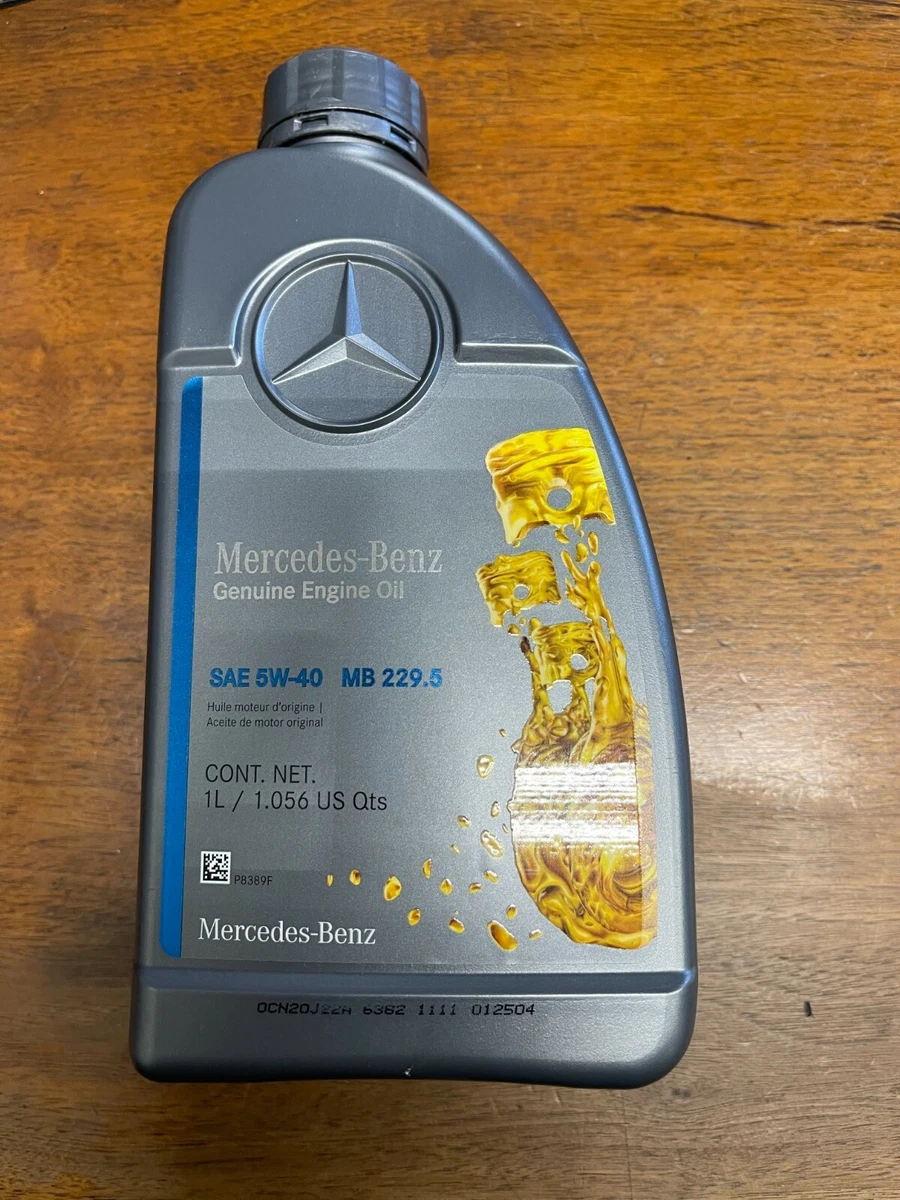 Mercedes-Benz
Genuine Engine Oil
SAE 5W-40 MB 229.5
Huile moteur d'origine |
Aceite de motor original
CONT. NET.
1L / 1.056 US Qts
P8389F
Mercedes-Benz
OCN20J22A 6382 1111 012504